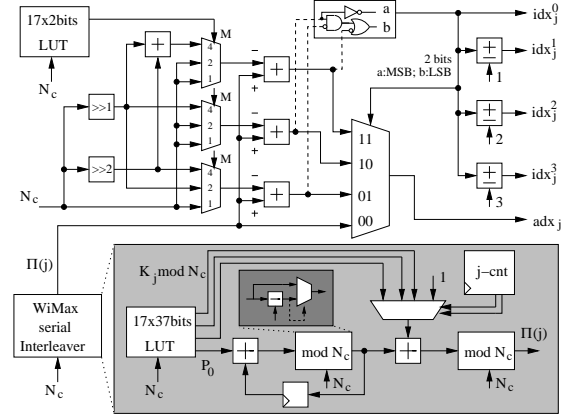 17x2bits
LUT
N_c
M
4
2
1
>>1
M
4
2
1
>>2
M
4
2
1
N_c
+
−
+
+
−
+
+
−
+
+
a
b
2 bits
a:MSB; b:LSB
11
10
01
00
idx_j^0
±
idx_j^1
1
±
idx_j^2
2
±
idx_j^3
3
adx_j
Π(j)
WiMax
serial
Interleaver
N_c
K_j mod N_c
17x37bits
LUT
N_c
P_0
1
j-cnt
+-
mod N_c
N_c
+-
mod N_c
N_c
Π(j)